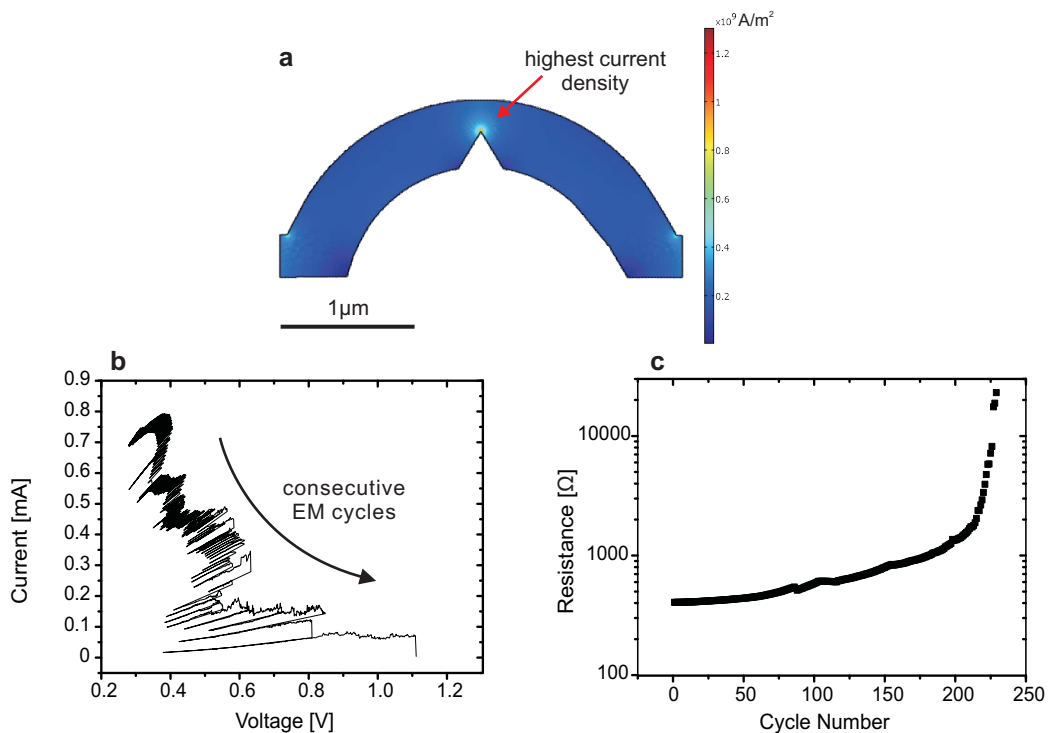 a
highest current
density
×10⁹ A/m²
1.2
1
0.8
0.6
0.4
0.2
1µm
b
0.9
0.8
0.7
0.6
0.5
0.4
0.3
0.2
0.1
0
0.2
0.4
0.6
0.8
1.0
1.2
Current [mA]
Voltage [V]
consecutive
EM cycles
c
10000
1000
100
0
50
100
150
200
250
Resistance [Ω]
Cycle Number